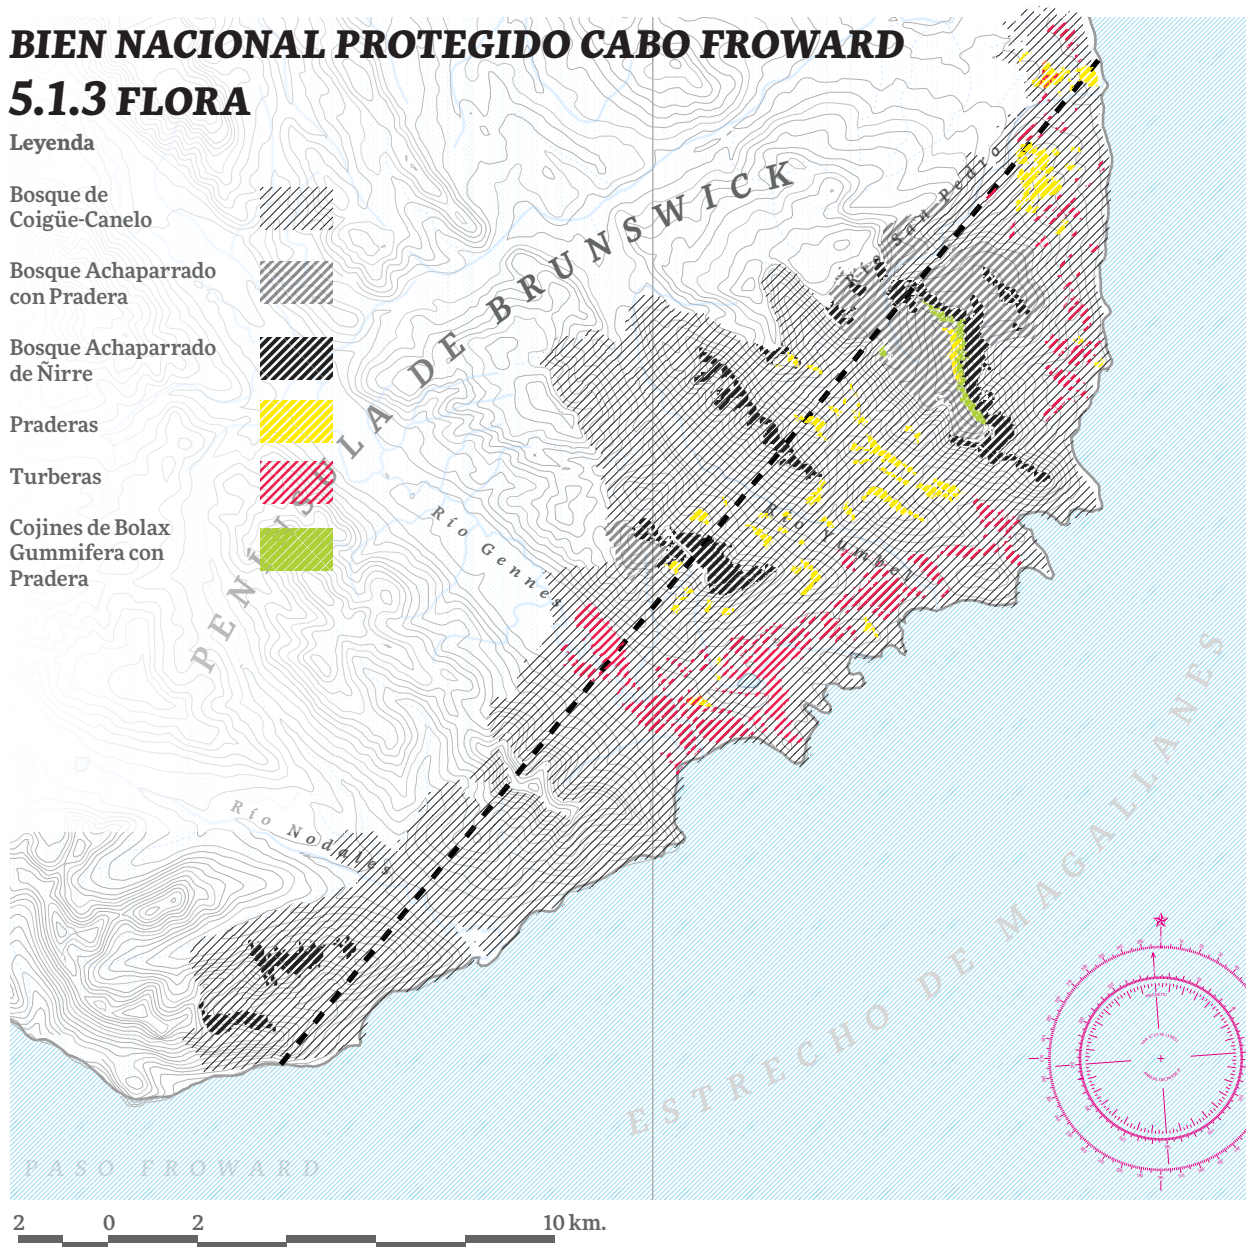 BIEN NACIONAL PROTEGIDO CABO FROWARD
5.1.3 FLORA
Leyenda
Bosque de
Coigüe-Canelo
Bosque Achaparrado
con Pradera
Bosque Achaparrado
de Ñirre
Praderas
Turberas
Cojines de Bolax
Gummifera con
Pradera
PENÍNSULA DE BRUNSWICK
Río San Pedro
Río Gennes
Río Yumbel
Río Nodales
ESTRECHO DE MAGALLANES
PASO FROWARD
MAGNETIC
2 0 2 10 km.